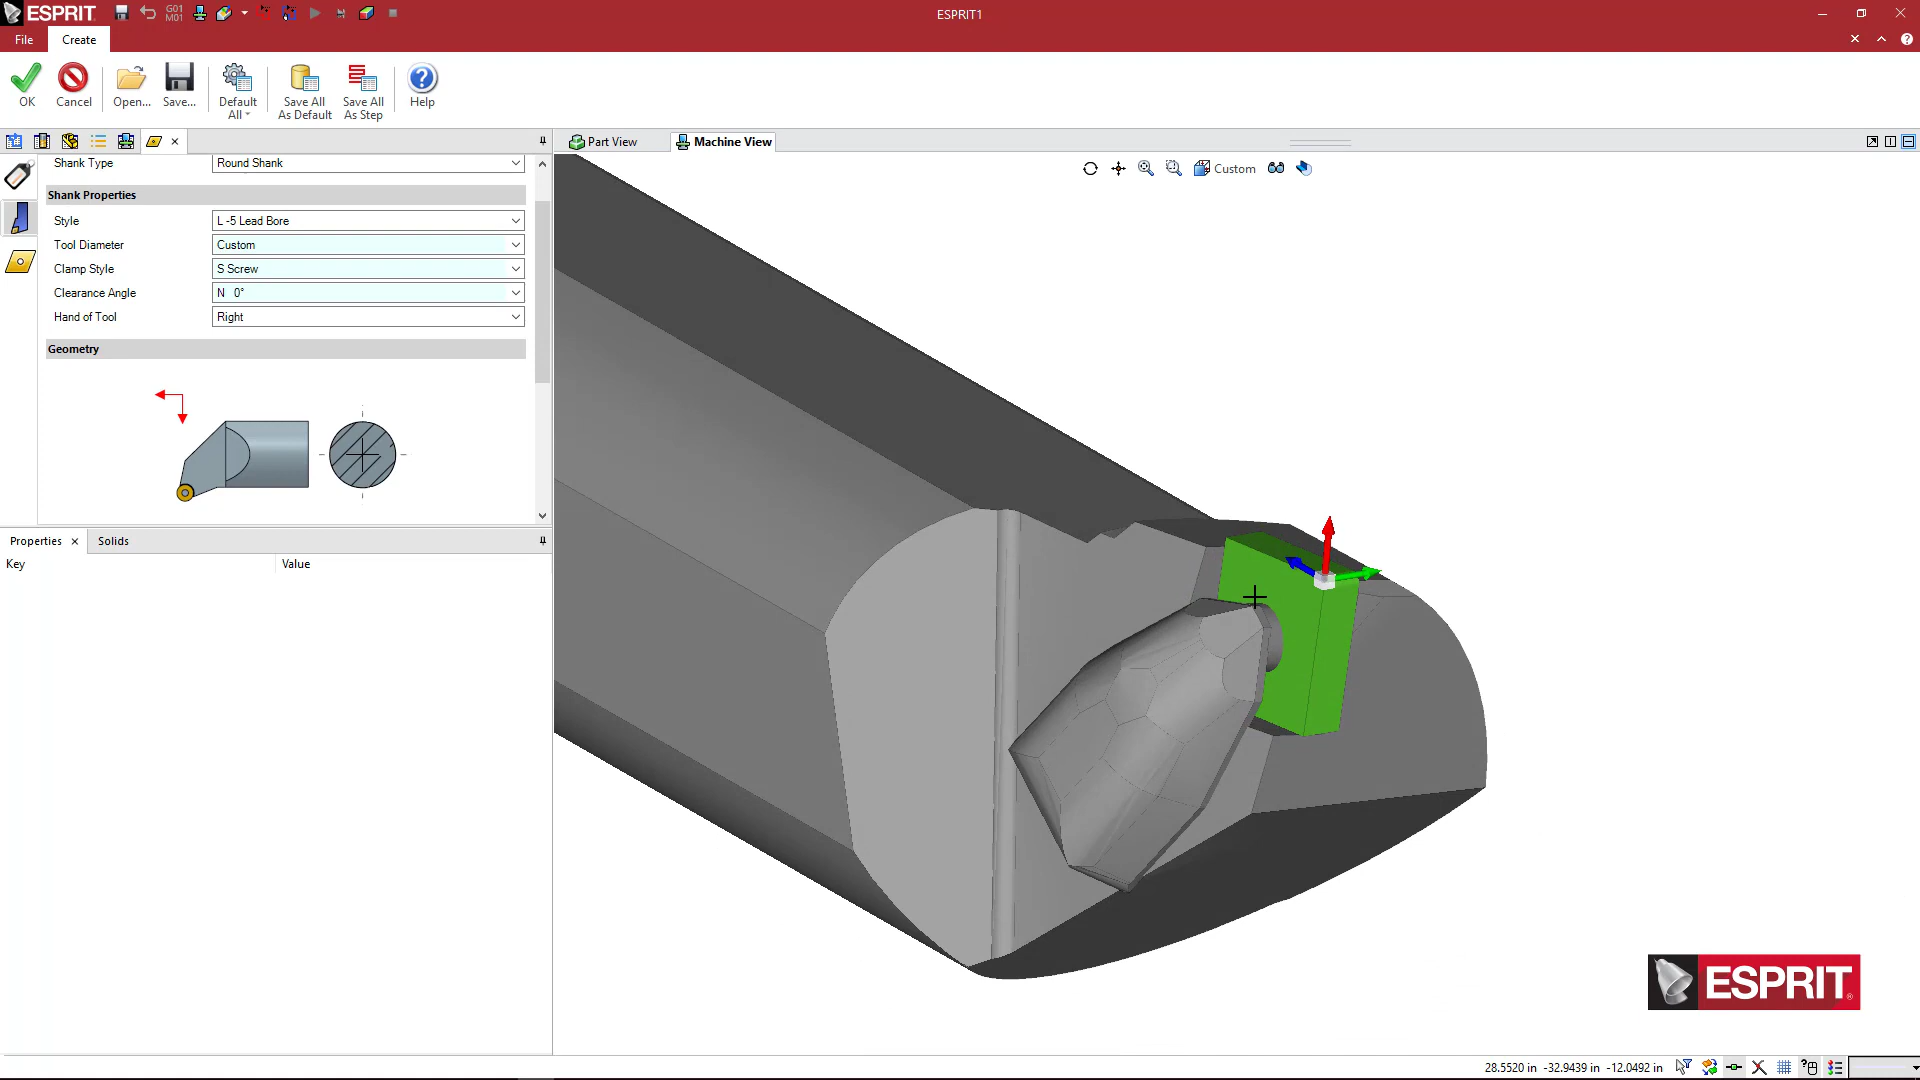 ESPRIT
G01
M01
ESPRIT1
File
Create
OK
Cancel
Open...
Save...
Default
All
Save All
As Default
Save All
As Step
Help
Part View
Machine View
Custom
Shank Type
Round Shank
Shank Properties
Style
L -5 Lead Bore
Tool Diameter
Custom
Clamp Style
S Screw
Clearance Angle
N 0°
Hand of Tool
Right
Geometry
Properties
Solids
Key
Value
ESPRIT®
28.5520 in -32.9439 in -12.0492 in